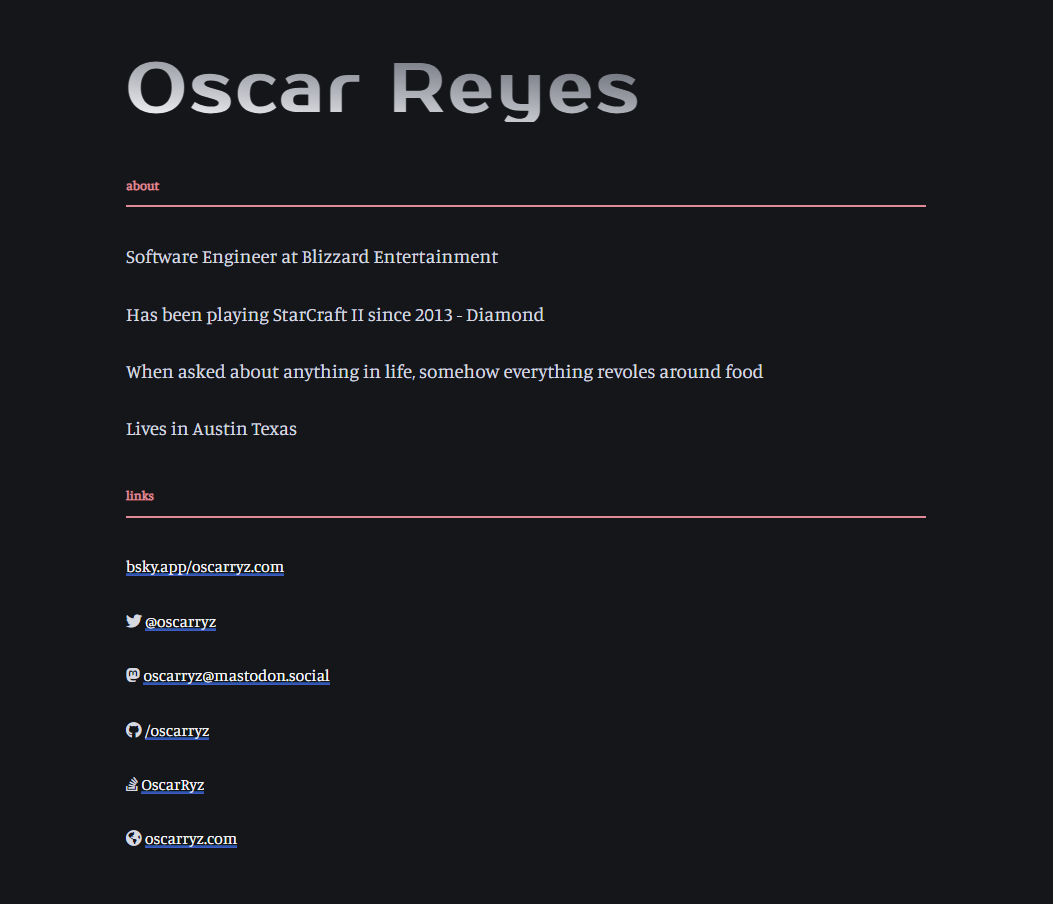 Oscar Reyes
about
Software Engineer at Blizzard Entertainment
Has been playing StarCraft II since 2013 - Diamond
When asked about anything in life, somehow everything revoles around food
Lives in Austin Texas
links
bsky.app/oscarryz.com
@oscarryz
oscarryz@mastodon.social
/oscarryz
OscarRyz
oscarryz.com